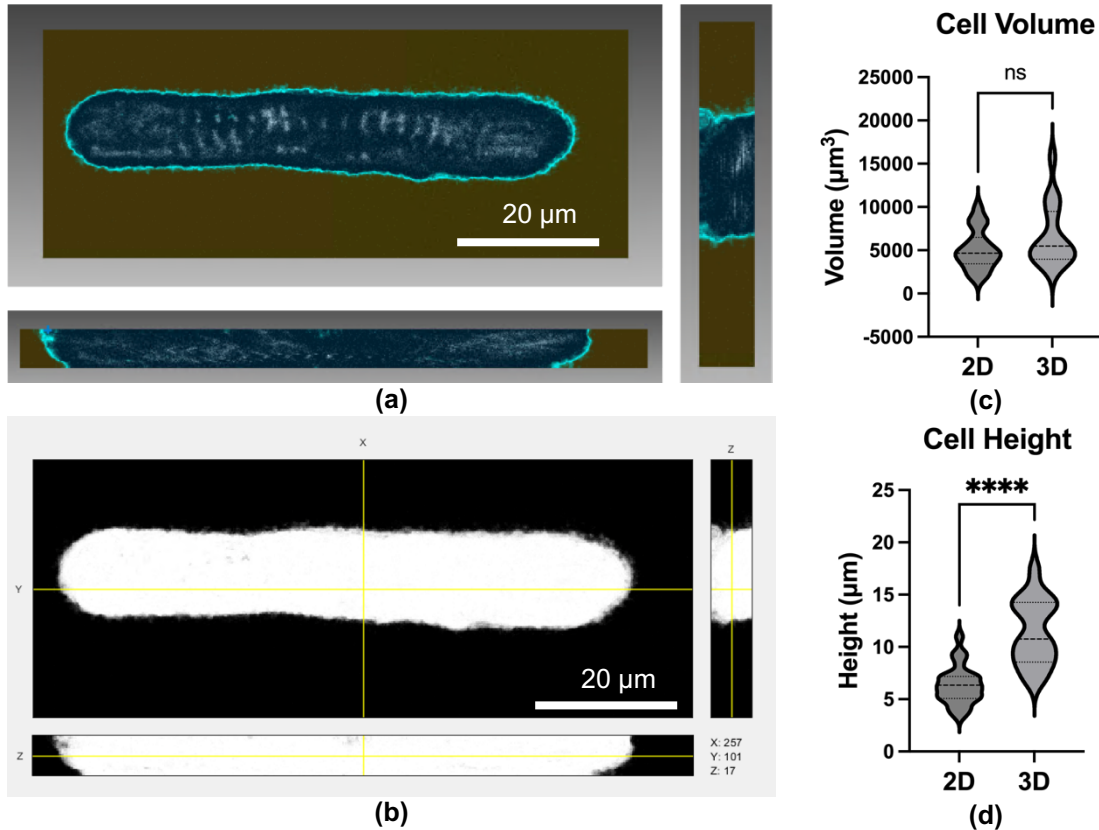 20 µm
(a)
X
Y
Z
20 µm
Z
X: 257
Y: 101
Z: 17
(b)
Cell Volume
ns
Volume (µm³)
25000
20000
15000
10000
5000
0
-5000
2D 3D
(c)
Cell Height
****
Height (µm)
25
20
15
10
5
0
2D 3D
(d)